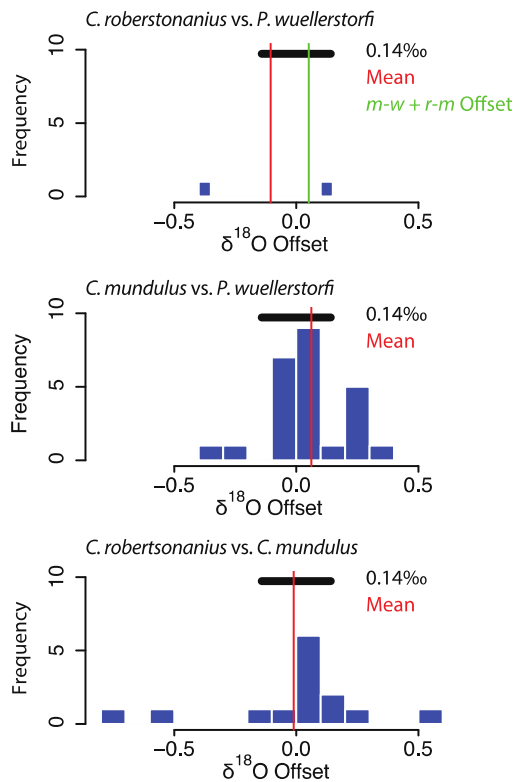 C. roberstonanius vs. P. wuellerstorfi
0.14‰
Mean
m-w + r-m Offset
Frequency
10
5
0
-0.5
0.0
0.5
δ18O Offset
C. mundulus vs. P. wuellerstorfi
0.14‰
Mean
Frequency
10
5
0
-0.5
0.0
0.5
δ18O Offset
C. robertsonanius vs. C. mundulus
0.14‰
Mean
Frequency
10
5
0
-0.5
0.0
0.5
δ18O Offset